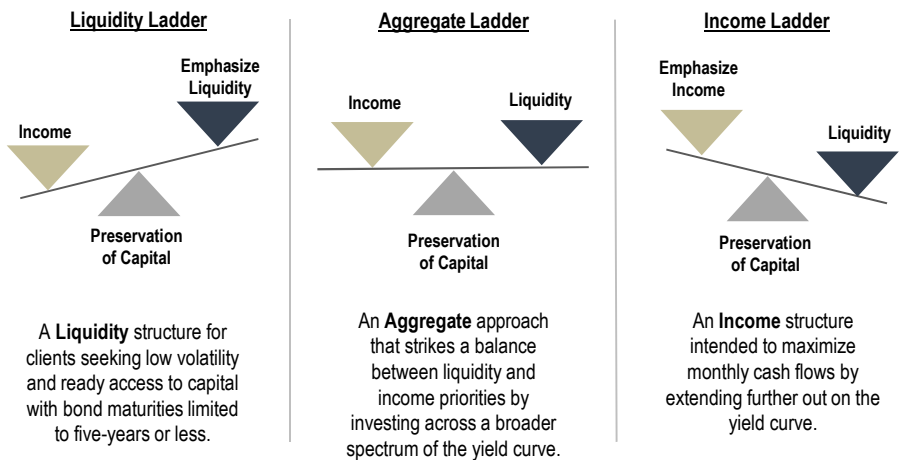 Liquidity Ladder
Emphasize
Liquidity
Income
Preservation
of Capital
A Liquidity structure for
clients seeking low volatility
and ready access to capital
with bond maturities limited
to five-years or less.
Aggregate Ladder
Income
Liquidity
Preservation
of Capital
An Aggregate approach
that strikes a balance
between liquidity and
income priorities by
investing across a broader
spectrum of the yield curve.
Income Ladder
Emphasize
Income
Liquidity
Preservation
of Capital
An Income structure
intended to maximize
monthly cash flows by
extending further out on the
yield curve.